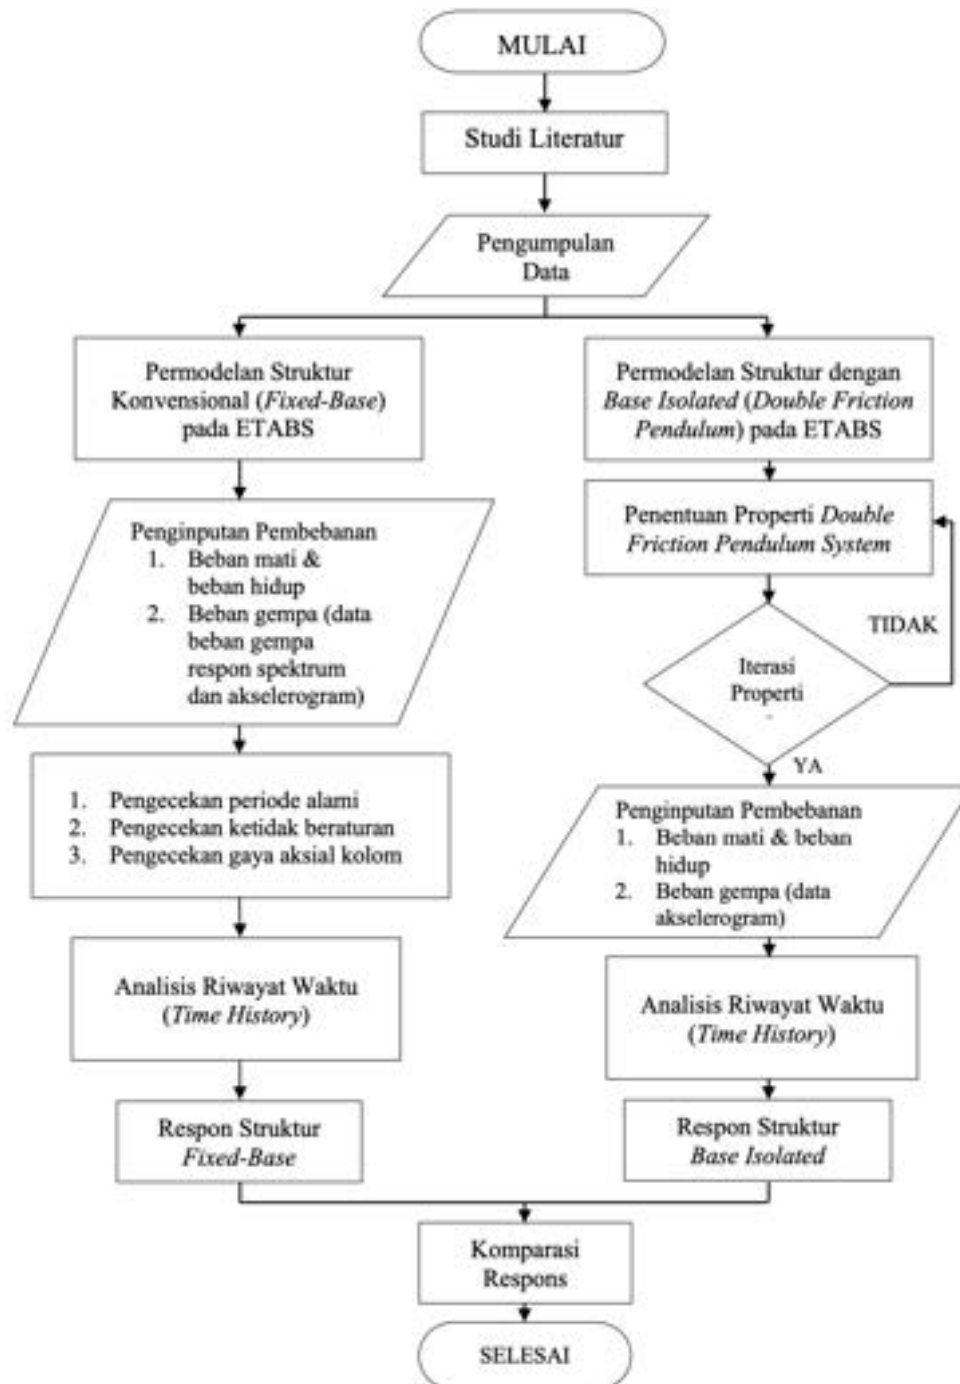 MULAI
Studi Literatur
Pengumpulan
Data
Permodelan Struktur
Konvensional (Fixed-Base)
pada ETABS
Permodelan Struktur dengan
Base Isolated (Double Friction
Pendulum) pada ETABS
Penginputan Pembebanan
1. Beban mati &
beban hidup
2. Beban gempa (data
beban gempa
respon spektrum
dan akselerogram)
Penentuan Properti Double
Friction Pendulum System
TIDAK
Iterasi
Properti
YA
1. Pengecekan periode alami
2. Pengecekan ketidak beraturan
3. Pengecekan gaya aksial kolom
Penginputan Pembebanan
1. Beban mati & beban
hidup
2. Beban gempa (data
akselerogram)
Analisis Riwayat Waktu
(Time History)
Analisis Riwayat Waktu
(Time History)
Respon Struktur
Fixed-Base
Respon Struktur
Base Isolated
Komparasi
Respons
SELESAI